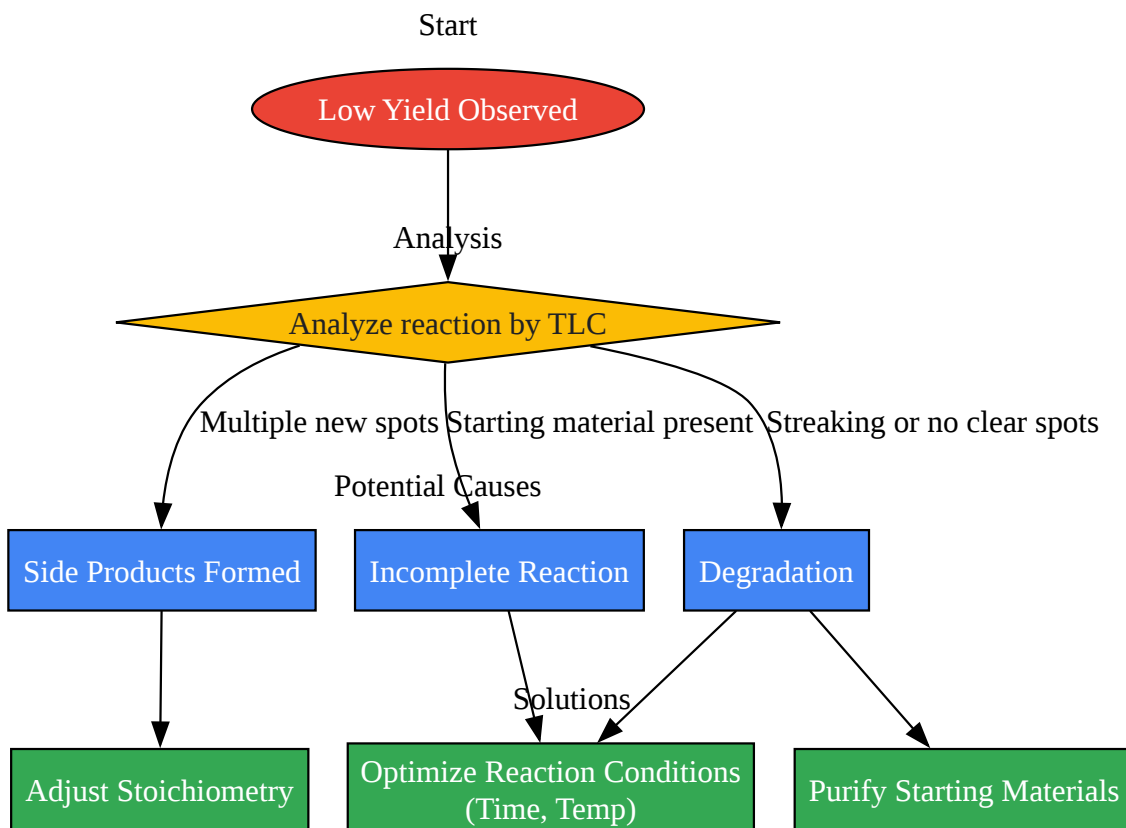 Start
Low Yield Observed
Analysis
Analyze reaction by TLC
Multiple new spots
Starting material present
Streaking or no clear spots
Potential Causes
Side Products Formed
Incomplete Reaction
Degradation
Solutions
Adjust Stoichiometry
Optimize Reaction Conditions
(Time, Temp)
Purify Starting Materials